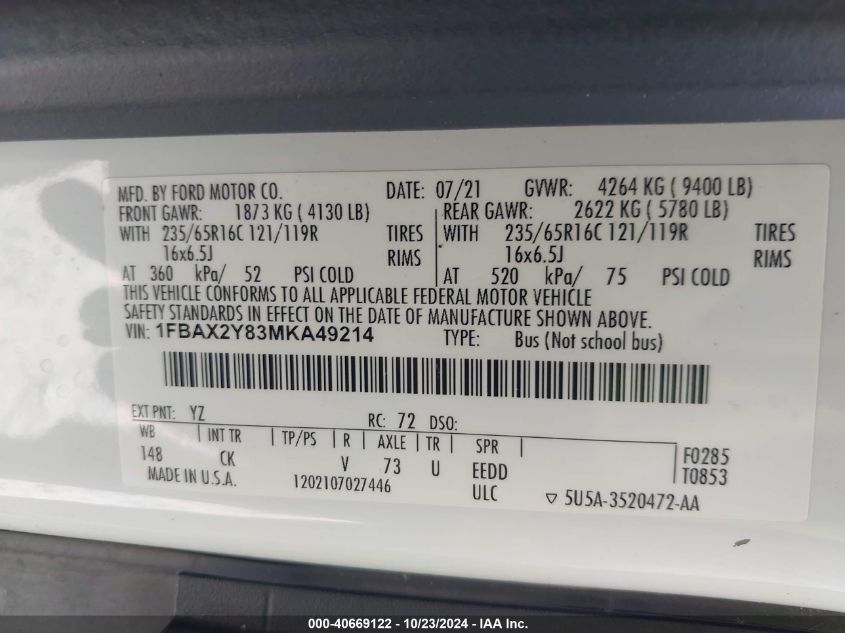 MFD. BY FORD MOTOR CO. DATE: 07/21 GVWR: 4264 KG ( 9400 LB)
FRONT GAWR: 1873 KG ( 4130 LB) REAR GAWR: 2622 KG ( 5780 LB)
WITH 235/65R16C 121/119R TIRES WITH 235/65R16C 121/119R TIRES
16x6.5J RIMS 16x6.5J RIMS
AT 360 kPa/ 52 PSI COLD AT 520 kPa/ 75 PSI COLD
THIS VEHICLE CONFORMS TO ALL APPLICABLE FEDERAL MOTOR VEHICLE
SAFETY STANDARDS IN EFFECT ON THE DATE OF MANUFACTURE SHOWN ABOVE.
VIN: 1FBAX2Y83MKA49214 TYPE: Bus (Not school bus)
EXT PNT: YZ RC: 72 DSO:
WB INT TR TP/PS R AXLE TR SPR F0285
148 CK V 73 U EEDD T0853
MADE IN U.S.A. 1202107027446 ULC ▽ 5U5A-3520472-AA
000-40669122 - 10/23/2024 - IAA Inc.